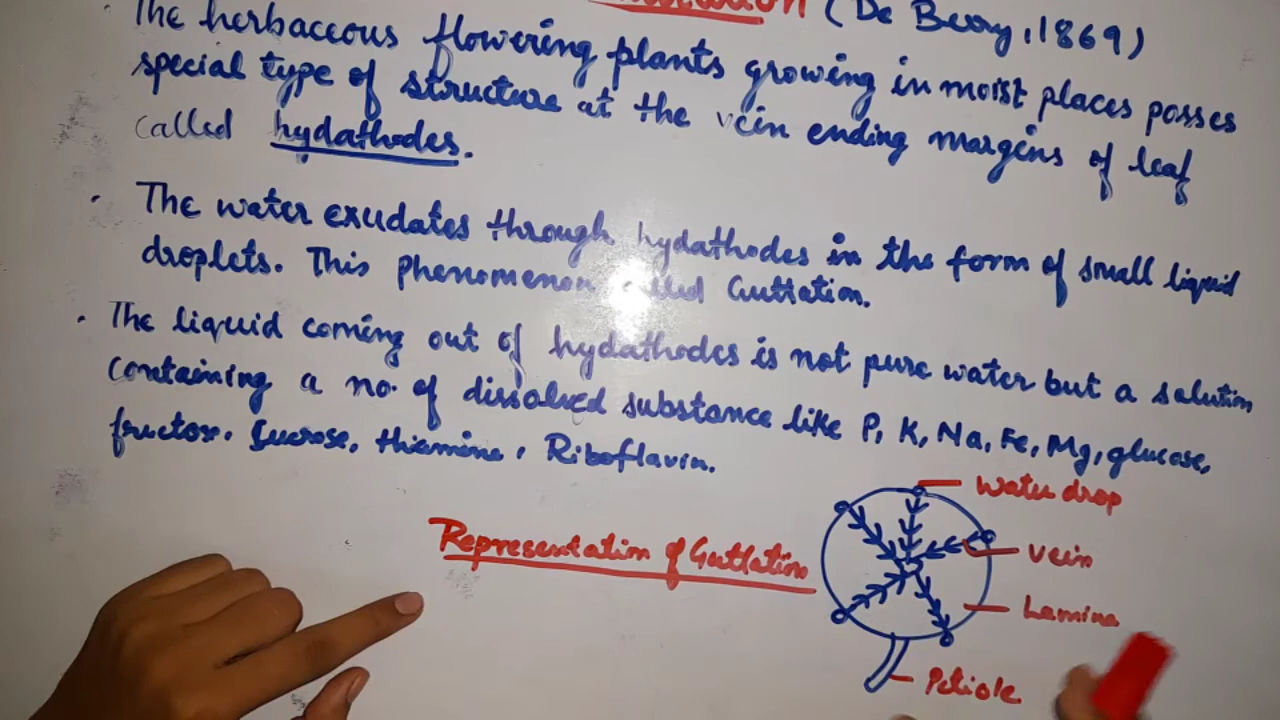 (De Beery, 1869)
The herbaceous flowering plants growing in moist places posses
special type of structure at the vein ending margins of leaf
called hydathodes.
The water exudates through hydathodes in the form of small liquid
droplets. This phenomenon called Guttation.
The liquid coming out of hydathodes is not pure water but a solution
containing a no. of dissolved substance like P, K, Na, Fe, Mg, glucose,
fructose, Sucrose, thiamine, Riboflavin.
Water drop
Representation of Guttation
Vein
Lamina
Petiole